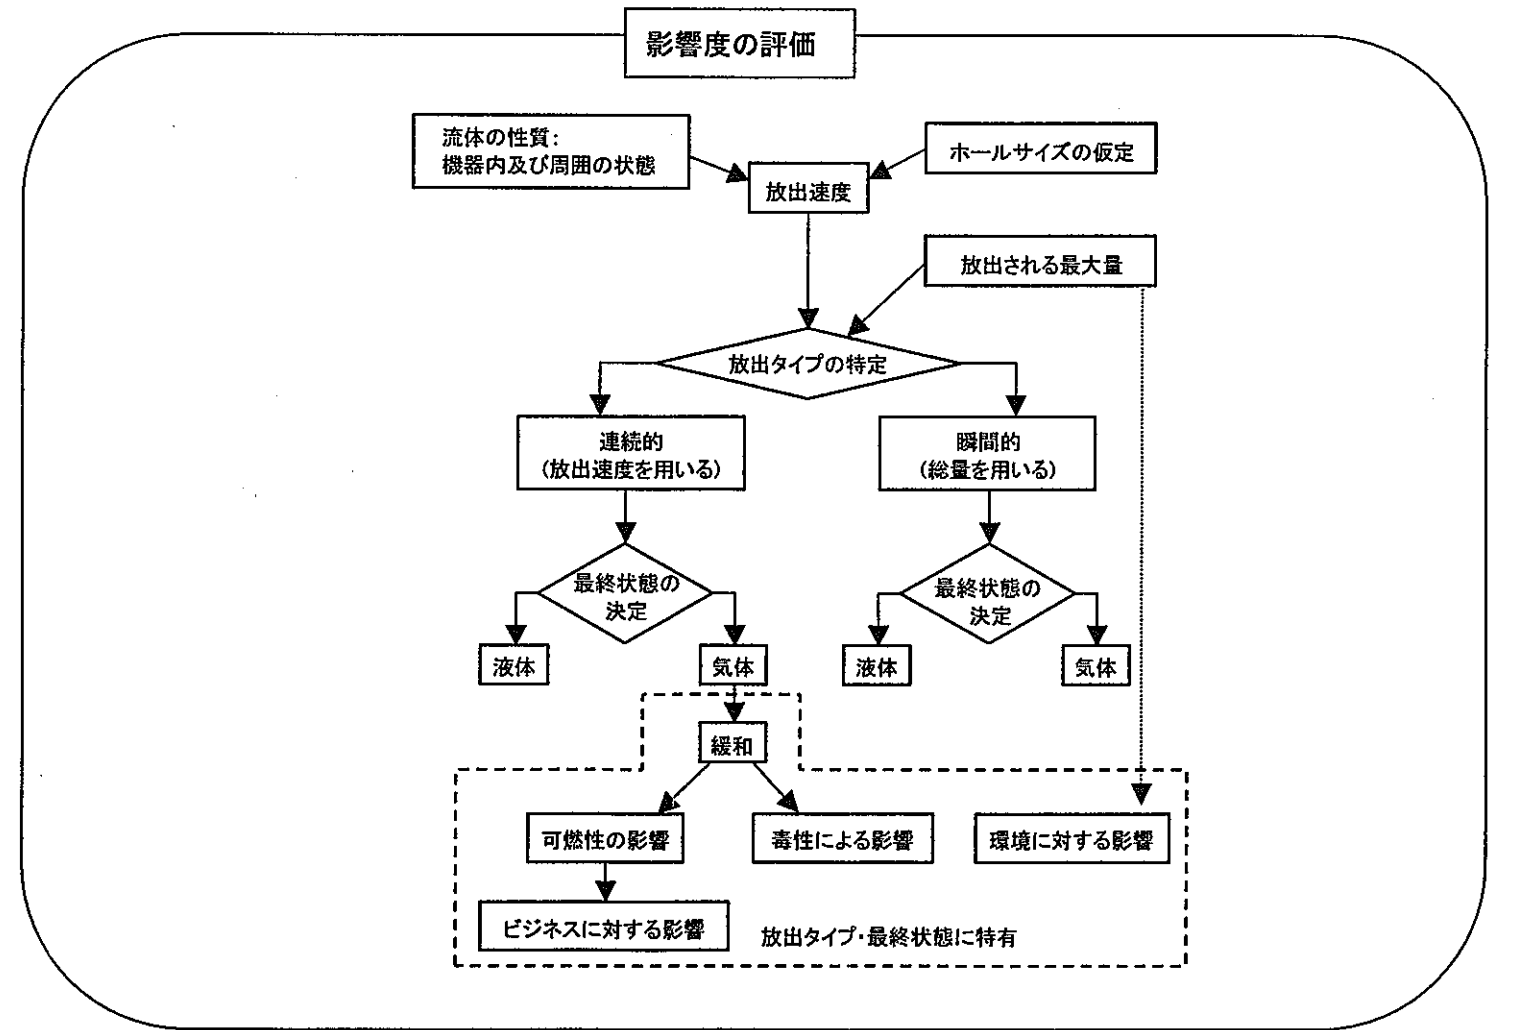 影響度の評価
流体の性質:
機器内及び周囲の状態
ホールサイズの仮定
放出速度
放出される最大量
放出タイプの特定
連続的
(放出速度を用いる)
瞬間的
(総量を用いる)
最終状態の
決定
最終状態の
決定
液体
気体
液体
気体
緩和
可燃性の影響
毒性による影響
環境に対する影響
ビジネスに対する影響
放出タイプ・最終状態に特有